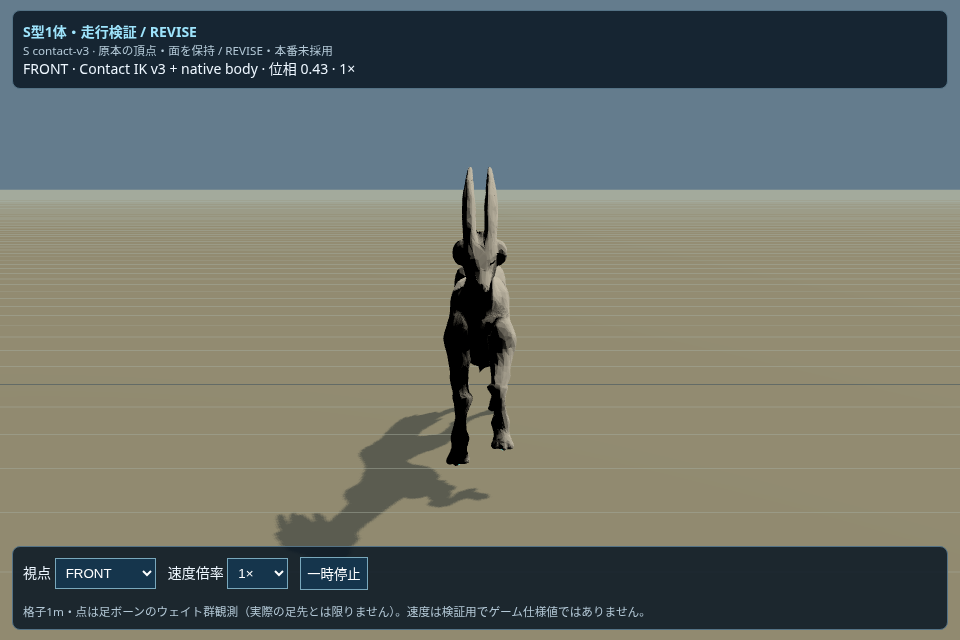 S型1体・走行検証 / REVISE
S contact-v3 · 原本の頂点・面を保持 / REVISE・本番未採用
FRONT · Contact IK v3 + native body · 位相 0.43 · 1×
視点 FRONT 速度倍率 1× 一時停止
格子1m・点は足ボーンのウェイト群観測（実際の足先とは限りません）。速度は検証用でゲーム仕様値ではありません。